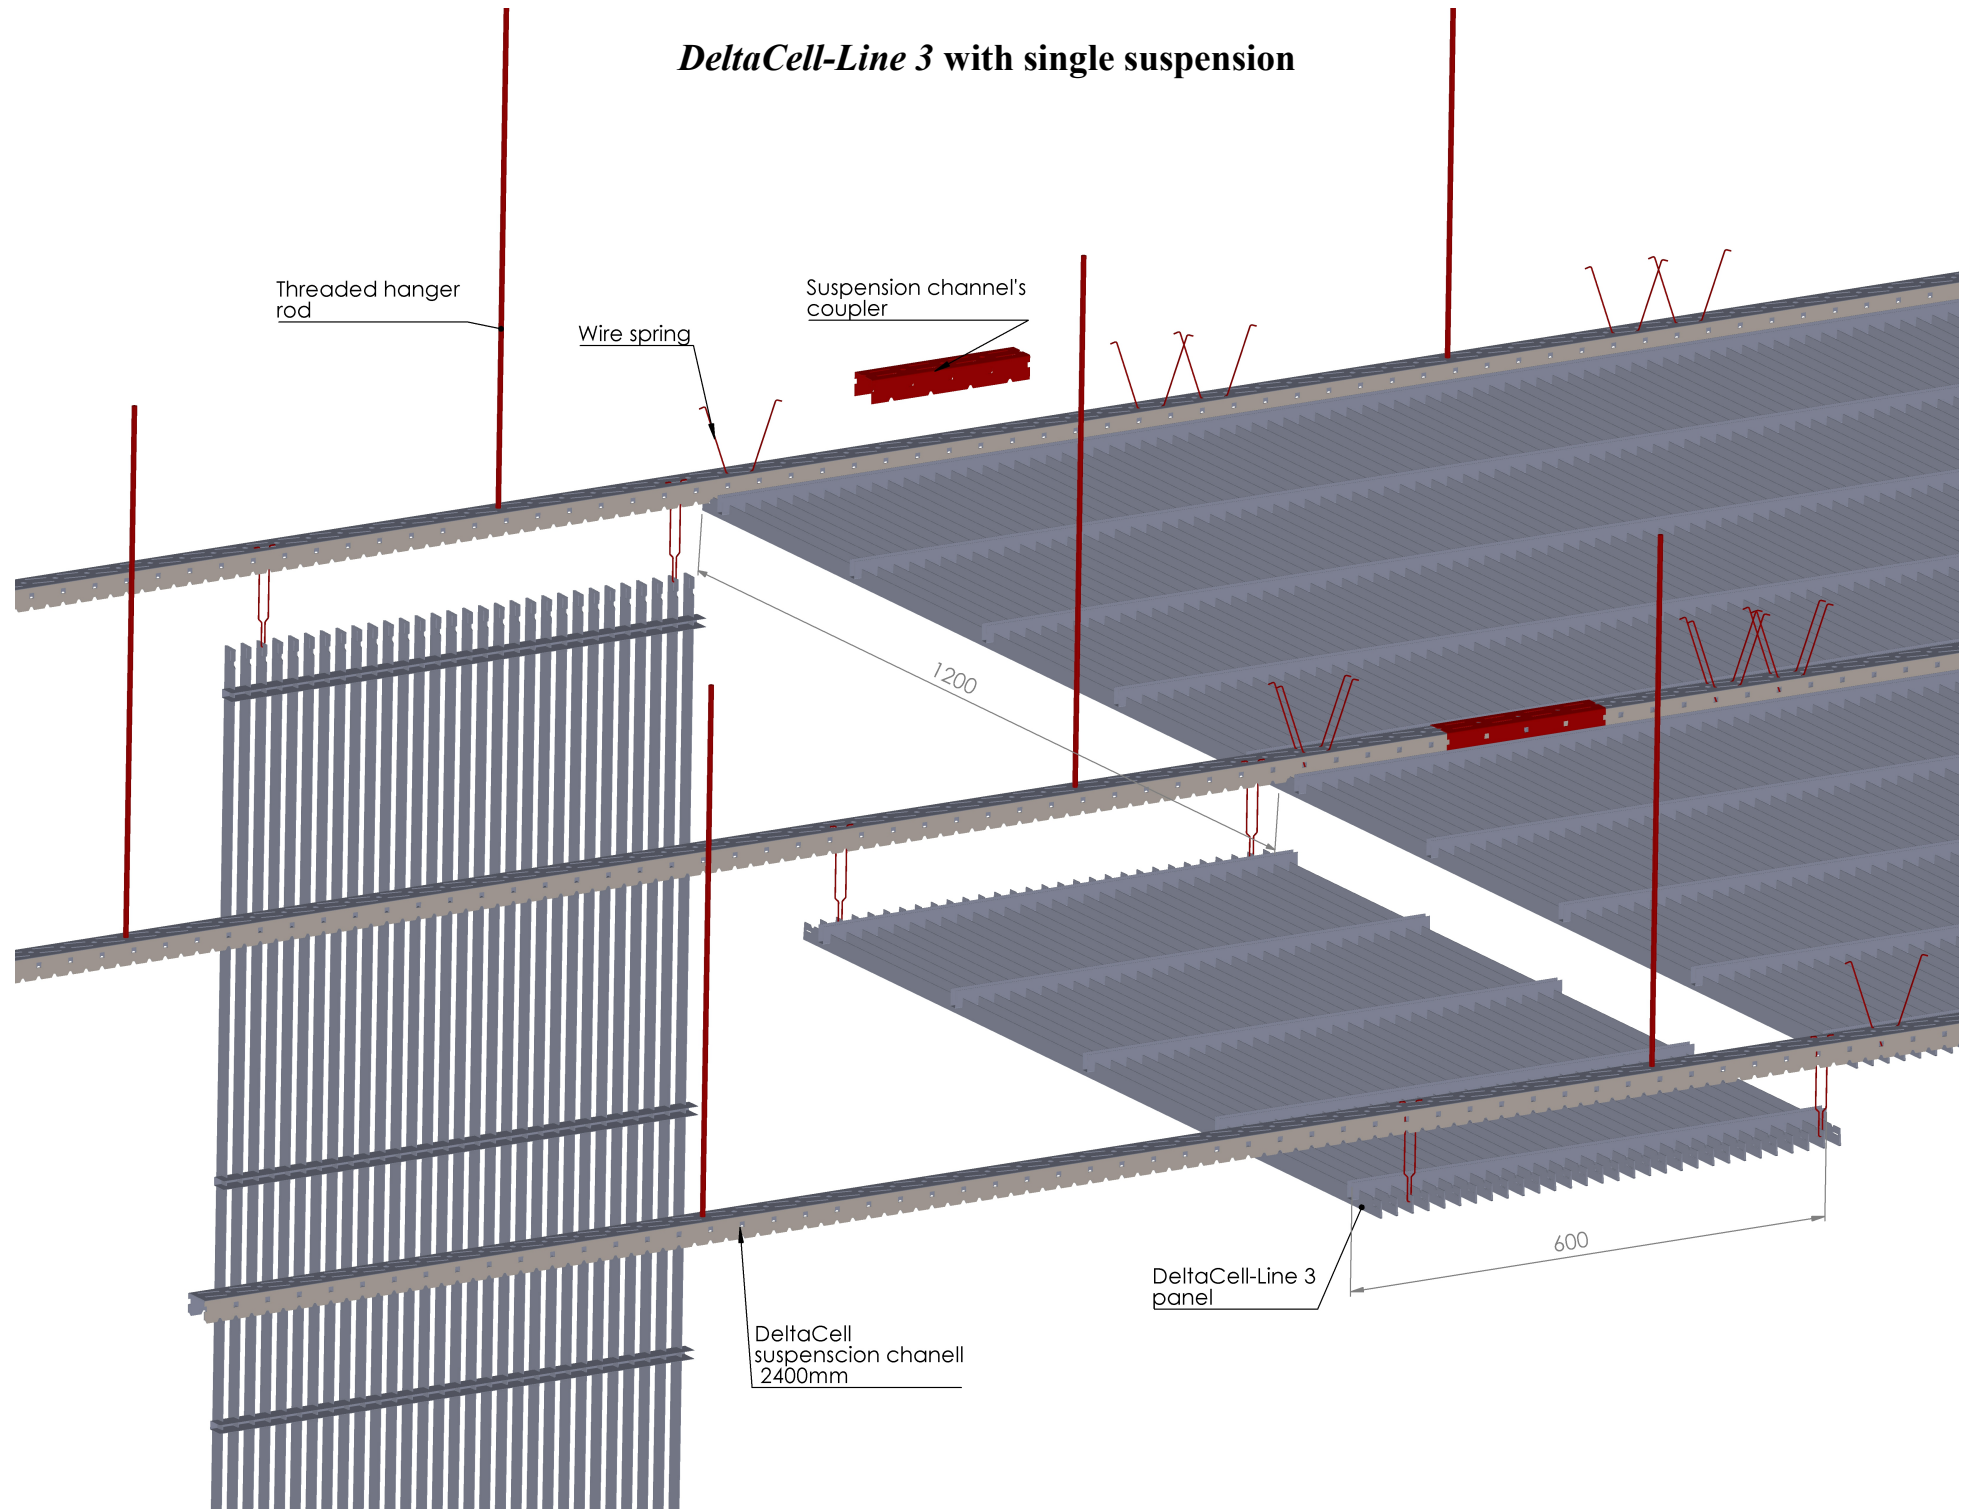 DeltaCell-Line 3 with single suspension
Threaded hanger
rod
Wire spring
Suspension channel's
coupler
1200
600
DeltaCell-Line 3
panel
DeltaCell
suspenscion chanell
2400mm